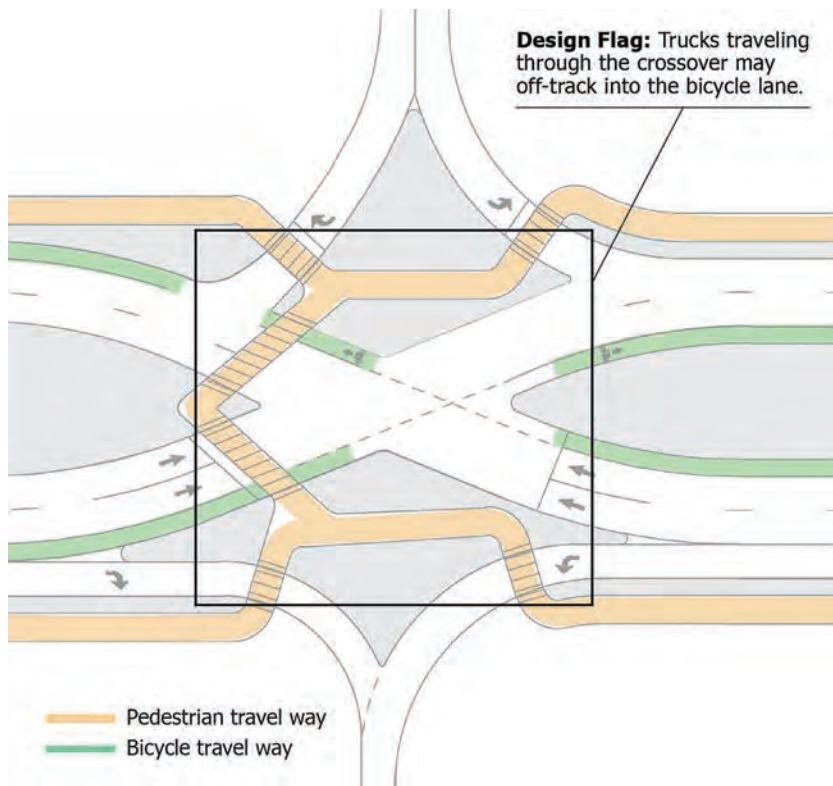 Design Flag: Trucks traveling
through the crossover may
off-track into the bicycle lane.
Pedestrian travel way
Bicycle travel way